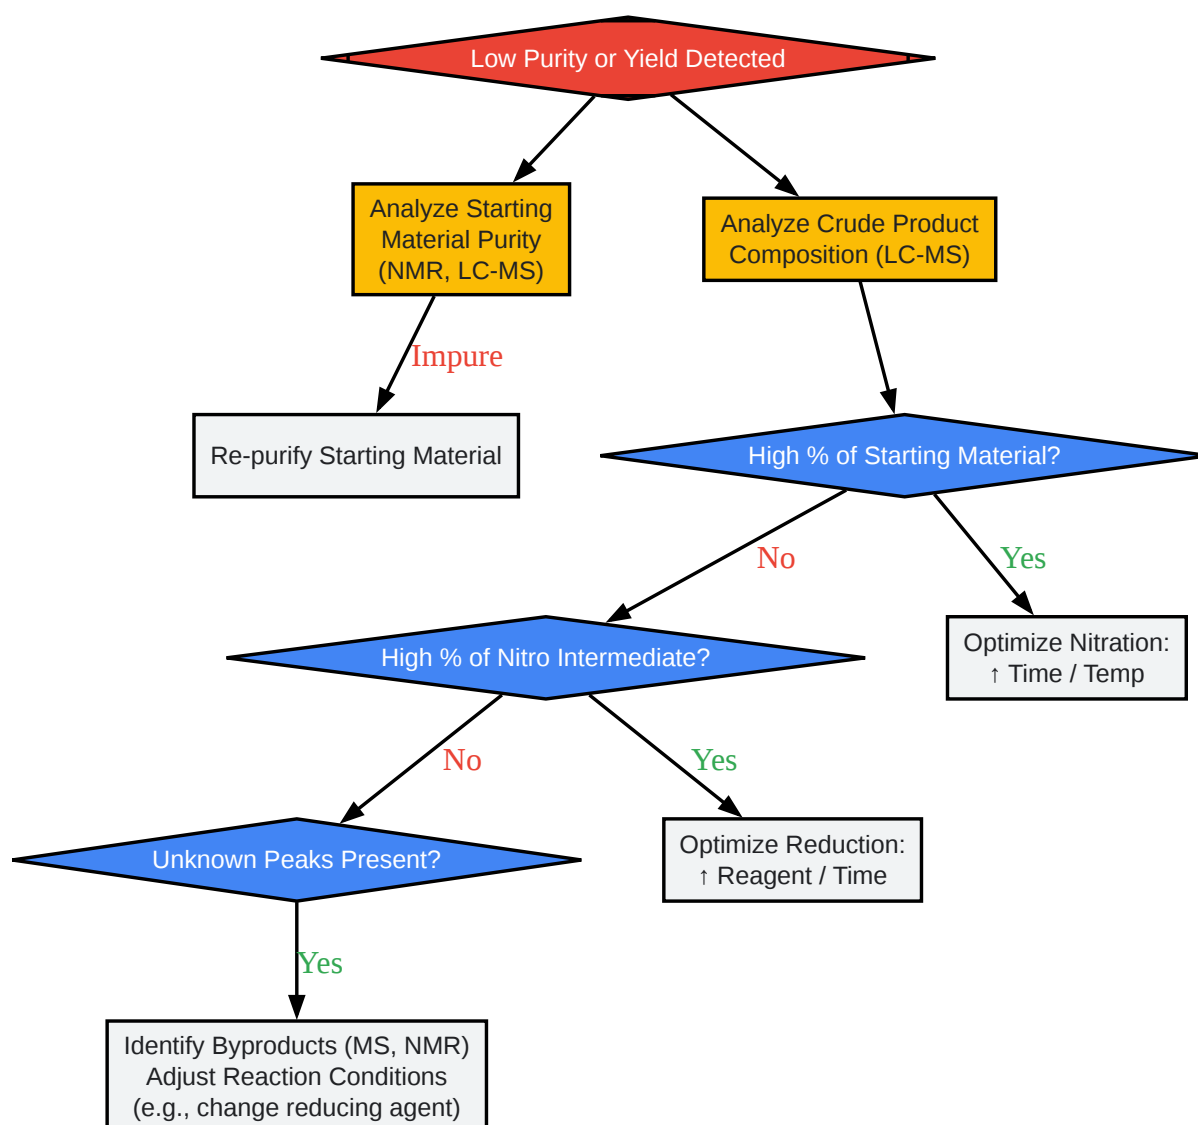 Low Purity or Yield Detected
Analyze Starting
Material Purity
(NMR, LC-MS)
Analyze Crude Product
Composition (LC-MS)
Impure
Re-purify Starting Material
High % of Starting Material?
No
Yes
Optimize Nitration:
↑ Time / Temp
High % of Nitro Intermediate?
No
Yes
Optimize Reduction:
↑ Reagent / Time
Unknown Peaks Present?
Yes
Identify Byproducts (MS, NMR)
Adjust Reaction Conditions
(e.g., change reducing agent)